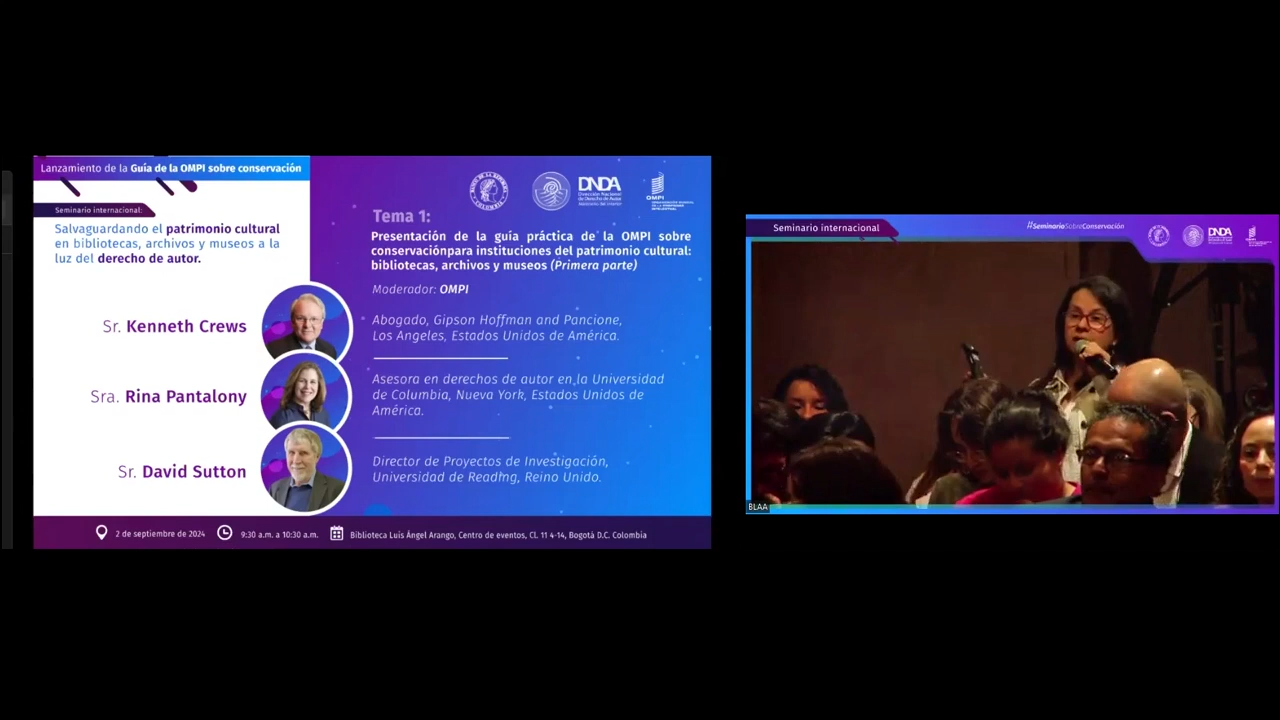 Lanzamiento de la Guía de la OMPI sobre conservación
Seminario internacional:
Salvaguardando el patrimonio cultural
en bibliotecas, archivos y museos a la
luz del derecho de autor.
Sr. Kenneth Crews
Sra. Rina Pantalony
Sr. David Sutton
DNDA
Dirección Nacional
de Derecho de Autor
OMPI
Tema 1:
Presentación de la guía práctica de la OMPI sobre
conservaciónpara instituciones del patrimonio cultural:
bibliotecas, archivos y museos (Primera parte)
Moderador: OMPI
Abogado, Gipson Hoffman and Pancione,
Los Angeles, Estados Unidos de América.
Asesora en derechos de autor en la Universidad
de Columbia, Nueva York, Estados Unidos de
América.
Director de Proyectos de Investigación,
Universidad de Reading, Reino Unido.
2 de septiembre de 2024
9:30 a.m. a 10:30 a.m.
Biblioteca Luis Ángel Arango, Centro de eventos, Cl. 11 4-14, Bogotá D.C. Colombia
Seminario internacional
#SeminarioSobreConservación
DNDA
BLAA